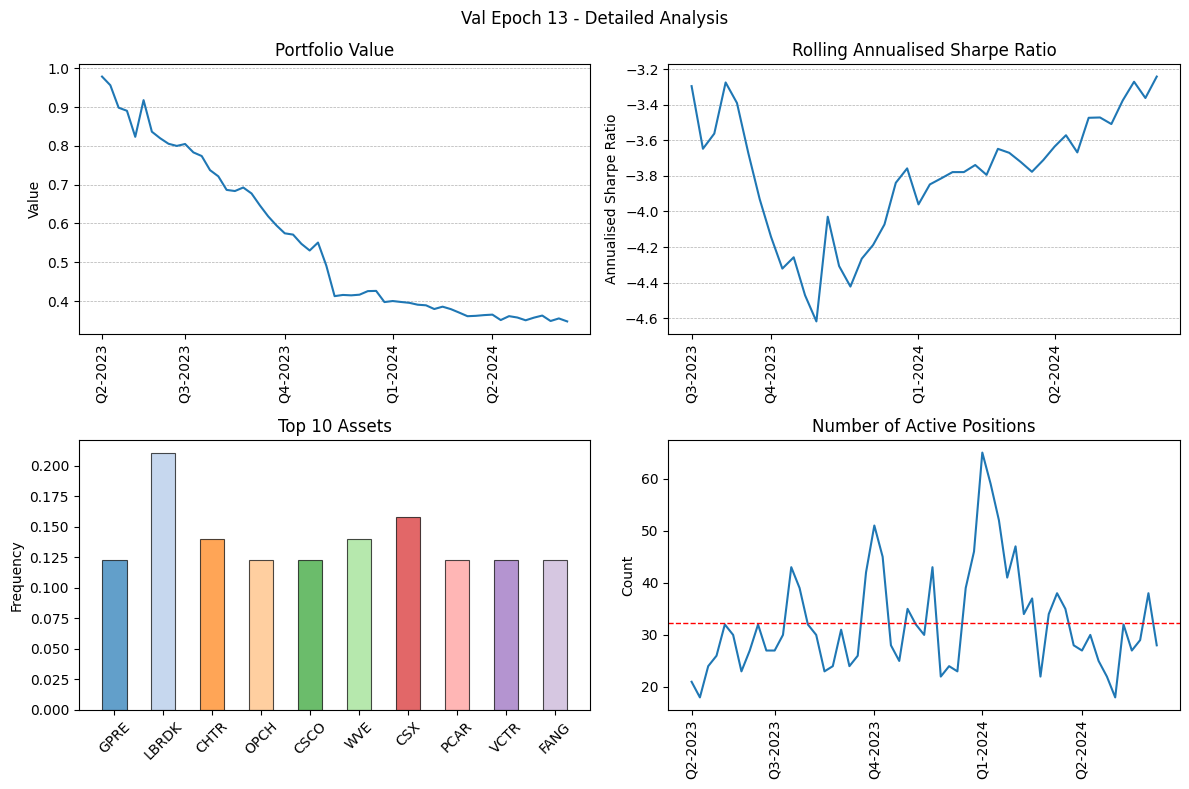 Val Epoch 13 - Detailed Analysis
Portfolio Value
Value
1.0
0.9
0.8
0.7
0.6
0.5
0.4
Q2-2023
Q3-2023
Q4-2023
Q1-2024
Q2-2024
Rolling Annualised Sharpe Ratio
Annualised Sharpe Ratio
−3.2
−3.4
−3.6
−3.8
−4.0
−4.2
−4.4
−4.6
Q3-2023
Q4-2023
Q1-2024
Q2-2024
Top 10 Assets
Frequency
0.200
0.175
0.150
0.125
0.100
0.075
0.050
0.025
0.000
GPRE
LBRDK
CHTR
OPCH
CSCO
WVE
CSX
PCAR
VCTR
FANG
Number of Active Positions
Count
60
50
40
30
20
Q2-2023
Q3-2023
Q4-2023
Q1-2024
Q2-2024